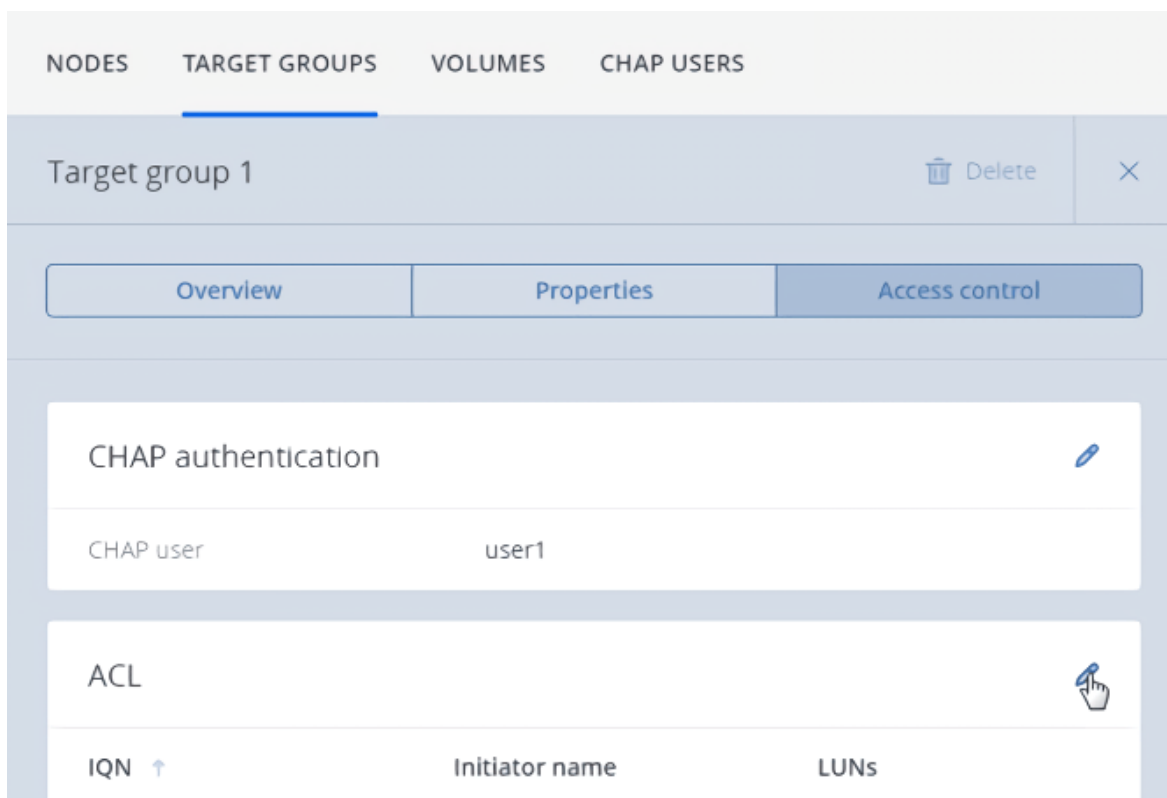 NODES TARGET GROUPS VOLUMES CHAP USERS
Target group 1 Delete
Overview Properties Access control
CHAP authentication
CHAP user user1
ACL
IQN ↑ Initiator name LUNs